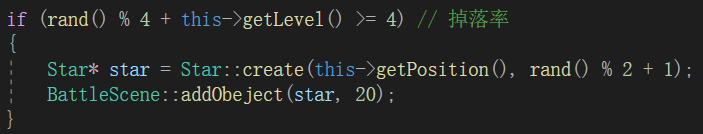 if (rand() % 4 + this->getLevel() >= 4) // 掉落率
{
    Star* star = Star::create(this->getPosition(), rand() % 2 + 1);
    BattleScene::addObeject(star, 20);
}